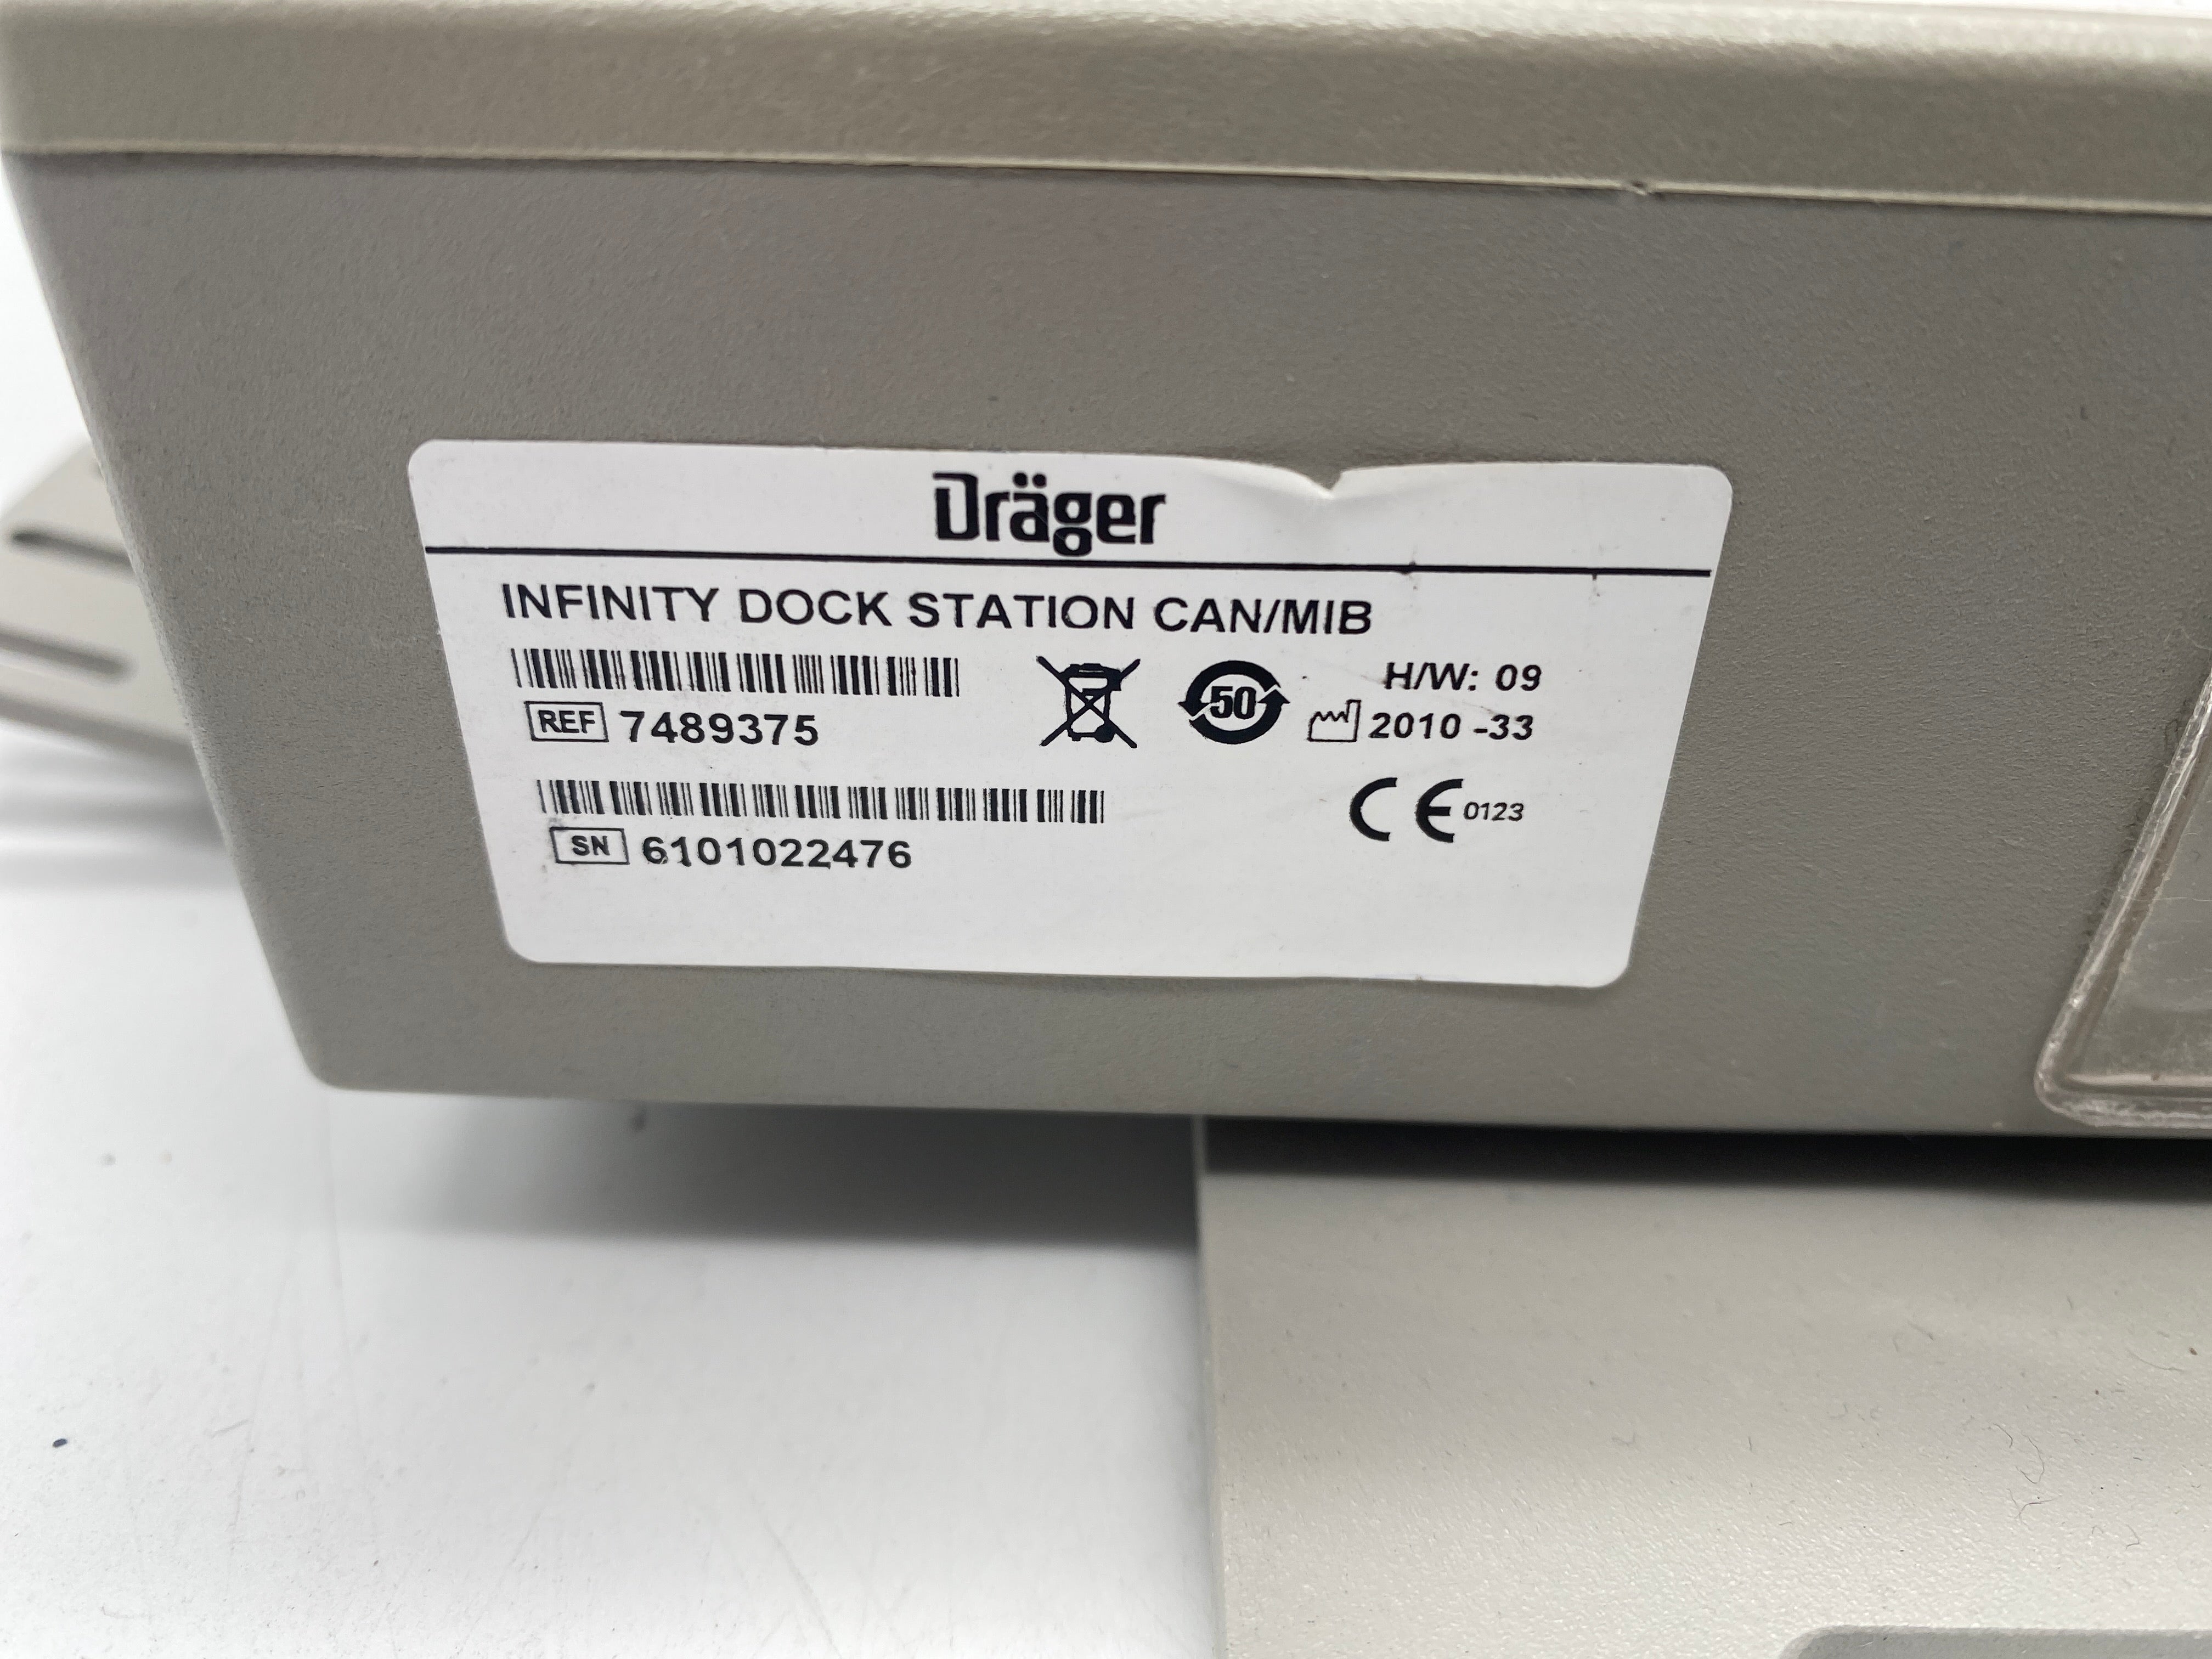 Dräger
INFINITY DOCK STATION CAN/MIB
REF 7489375
50
H/W: 09
2010 -33
SN 6101022476
CE 0123